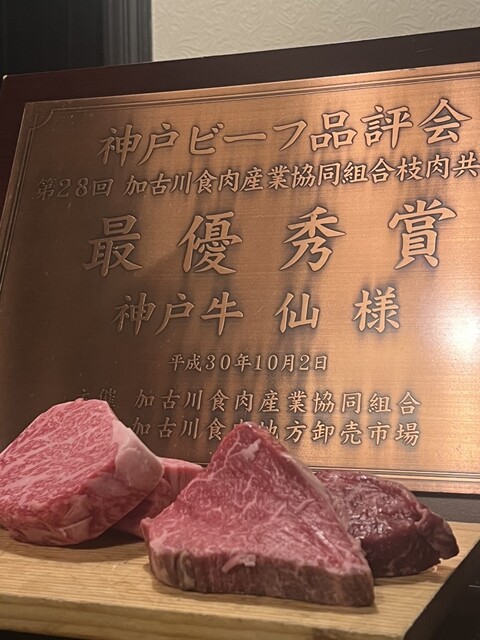 神戸ビーフ品評会
第28回 加古川食肉産業協同組合枝肉共
最優秀賞
神戸牛 仙 様
平成30年10月2日
主催 加古川食肉産業協同組合
加古川食肉地方卸売市場